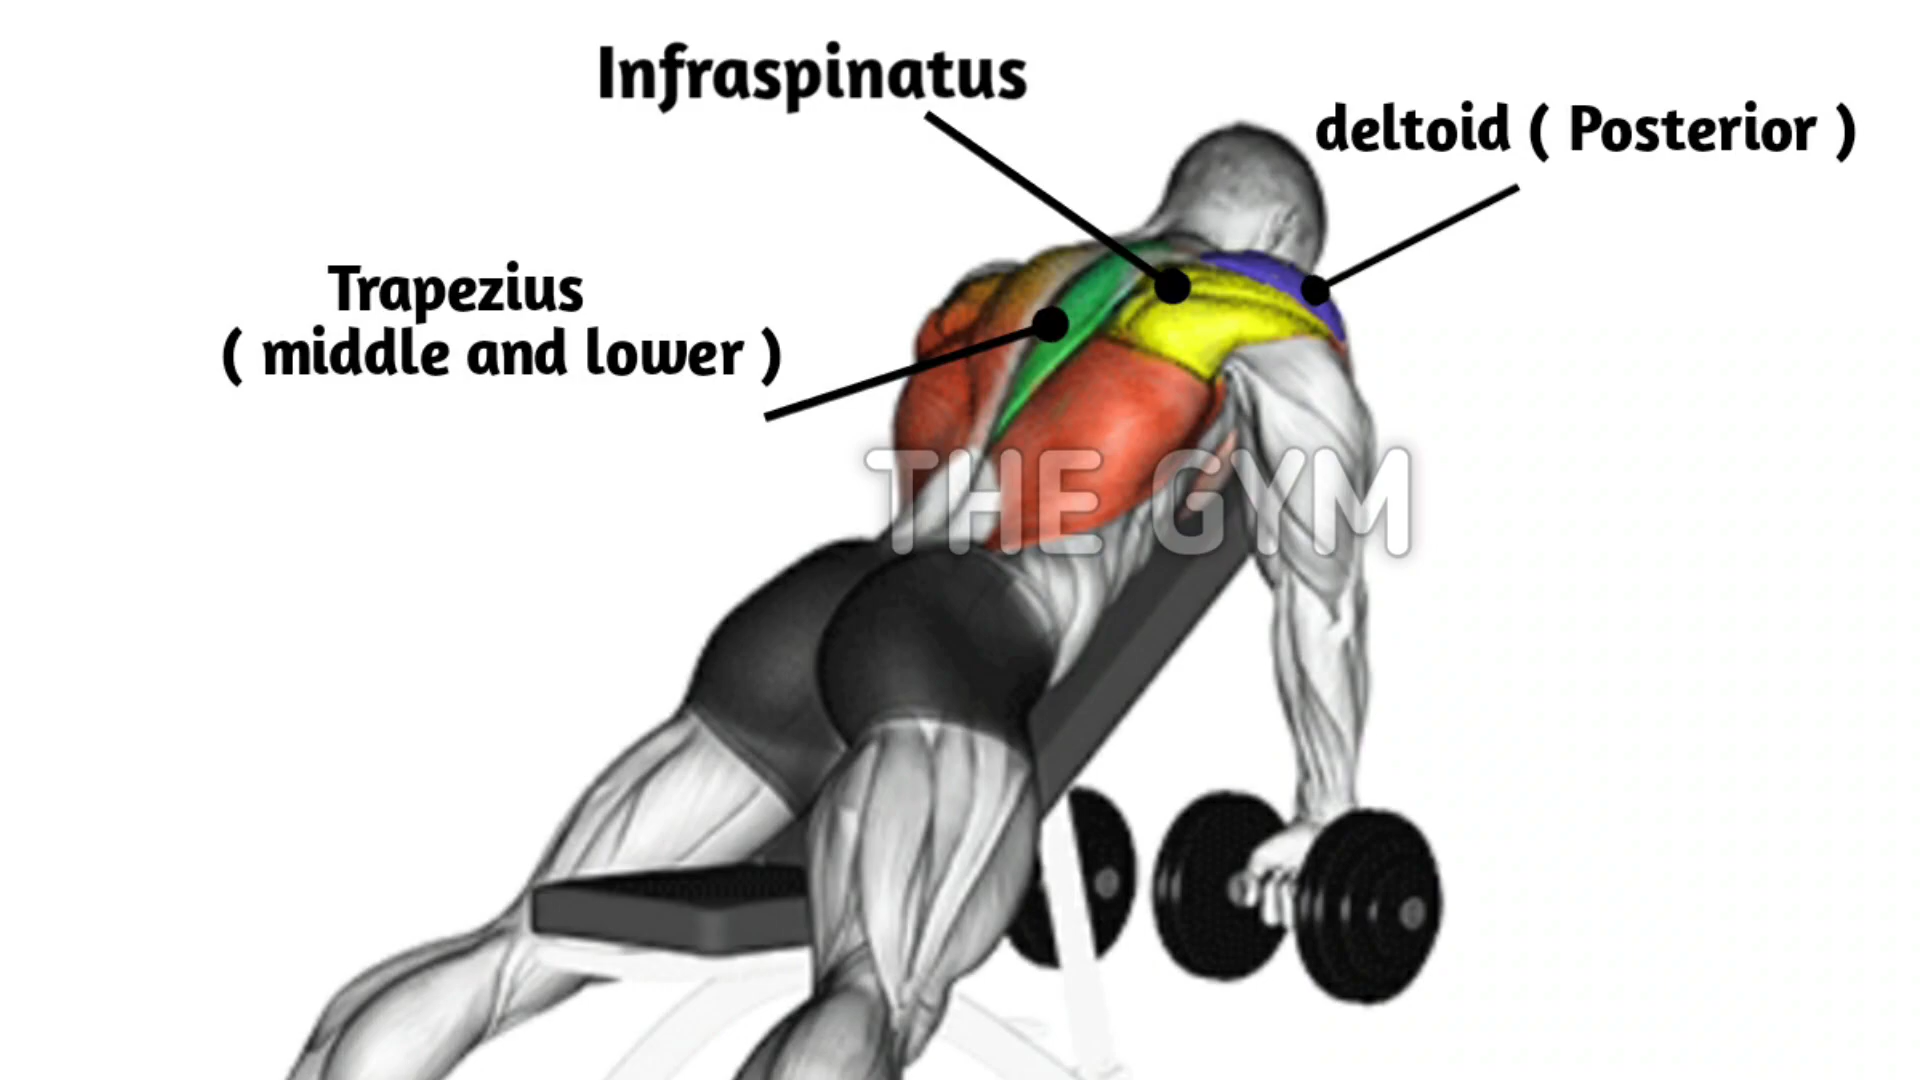 Infraspinatus
deltoid ( Posterior )
Trapezius
( middle and lower )
THE GYM